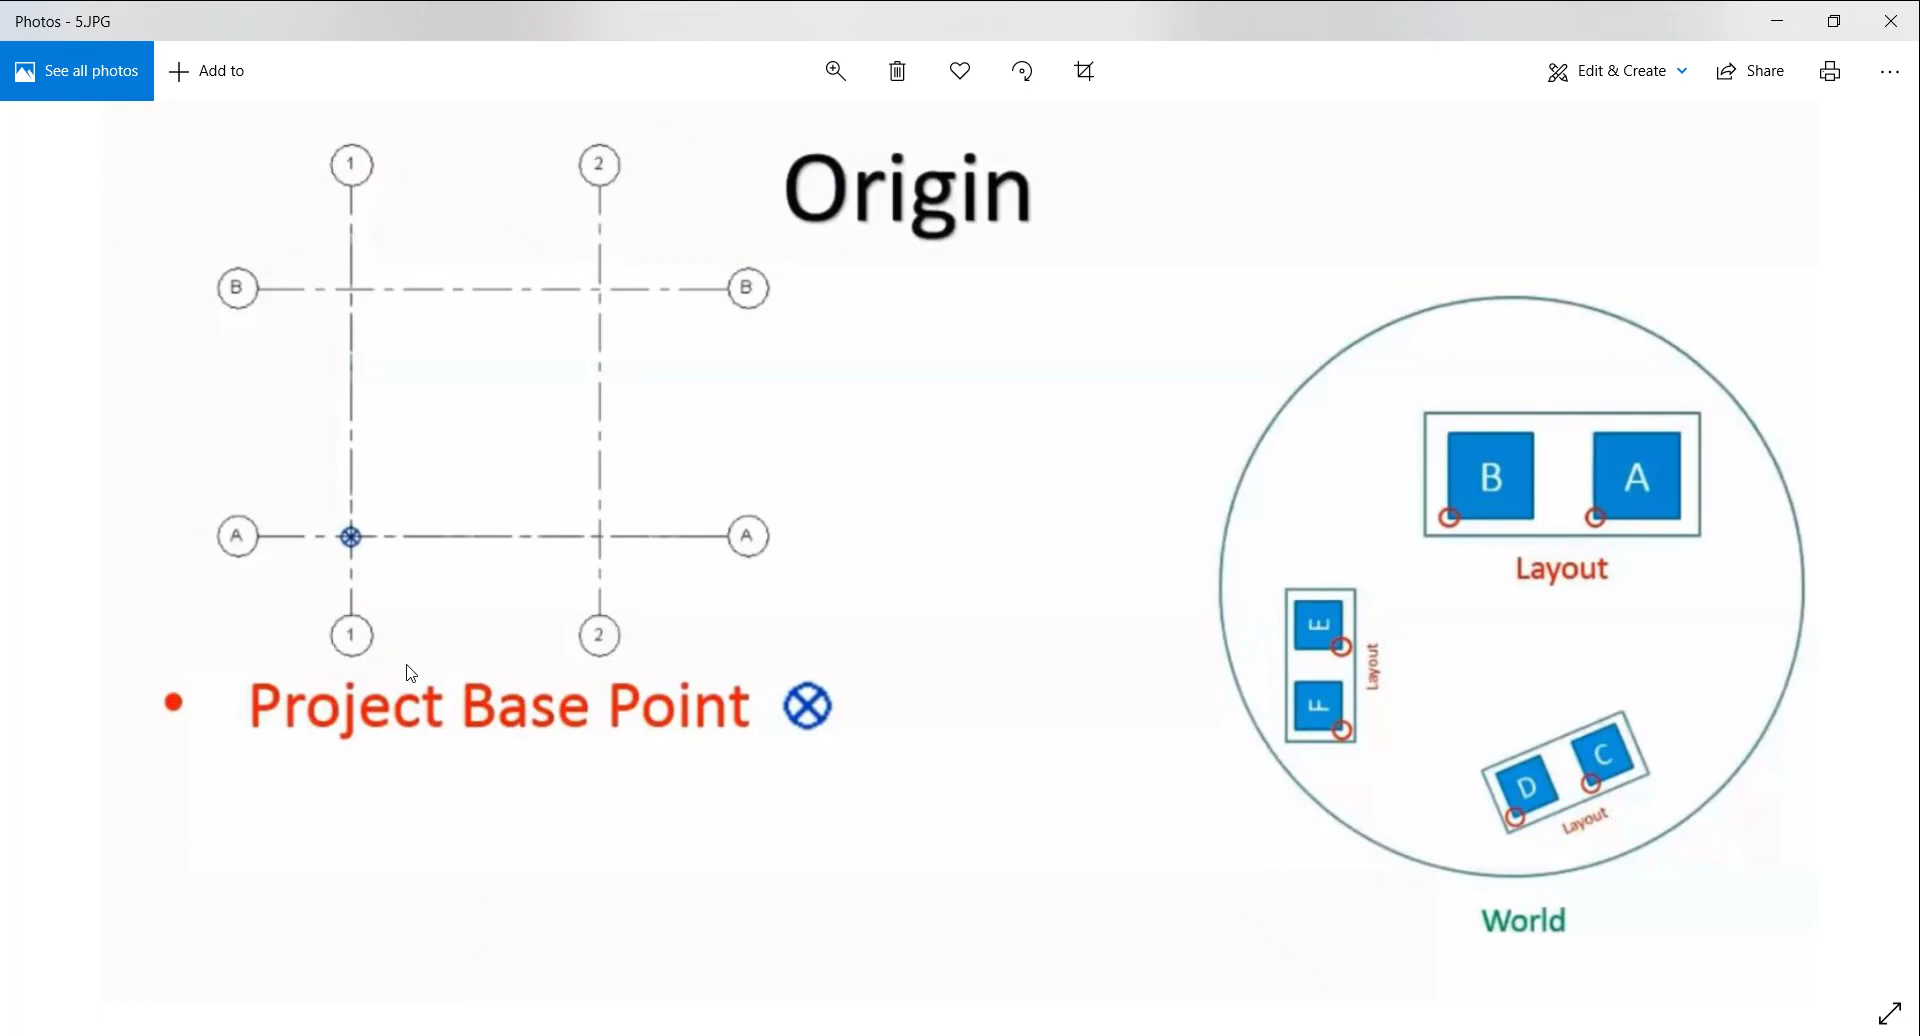 Photos - 5.JPG
See all photos
Add to
Edit & Create
Share
1
2
Origin
B
B
A
A
1
2
• Project Base Point
B
A
Layout
E
F
Layout
D
C
Layout
World